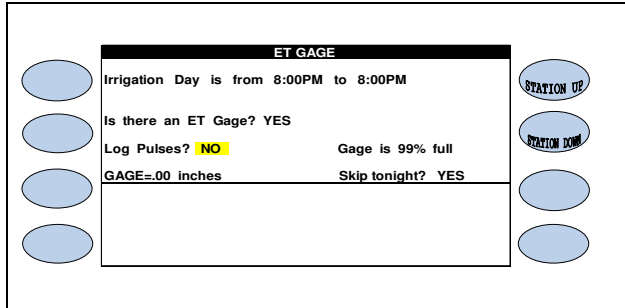 ET GAGE
Irrigation Day is from 8:00PM to 8:00PM
STATION UP
Is there an ET Gage? YES
STATION DOWN
Log Pulses? NO Gage is 99% full
GAGE=.00 inches Skip tonight? YES